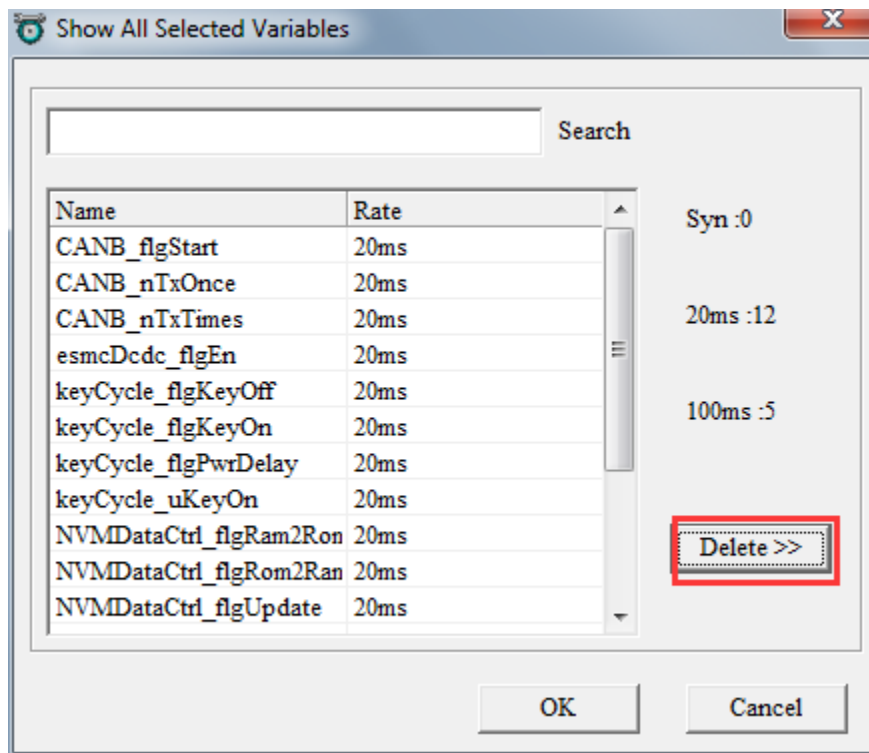 Show All Selected Variables
Search
Name Rate
CANB_flgStart 20ms
CANB_nTxOnce 20ms
CANB_nTxTimes 20ms
esmcDcdc_flgEn 20ms
keyCycle_flgKeyOff 20ms
keyCycle_flgKeyOn 20ms
keyCycle_flgPwrDelay 20ms
keyCycle_uKeyOn 20ms
NVMDataCtrl_flgRam2Ron 20ms
NVMDataCtrl_flgRom2Ran 20ms
NVMDataCtrl_flgUpdate 20ms
Syn :0
20ms :12
100ms :5
Delete >>
OK Cancel